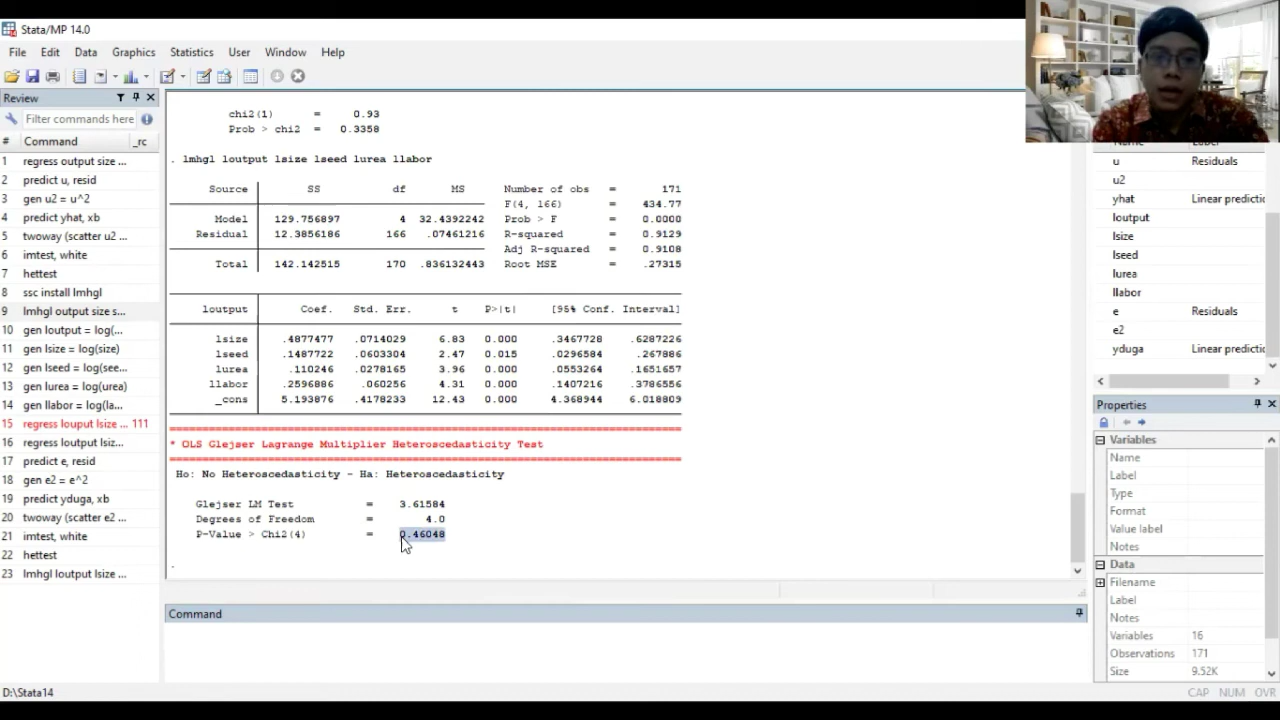 Stata/MP 14.0
File Edit Data Graphics Statistics User Window Help
Review
Filter commands here
# Command _rc
1 regress output size ...
2 predict u, resid
3 gen u2 = u^2
4 predict yhat, xb
5 twoway (scatter u2 ...
6 imtest, white
7 hettest
8 ssc install lmhgl
9 lmhgl output size s...
10 gen loutput = log(...
11 gen lsize = log(size)
12 gen lseed = log(see...
13 gen lurea = log(urea)
14 gen llabor = log(la...
15 regress louput lsize ... 111
16 regress loutput lsiz...
17 predict e, resid
18 gen e2 = e^2
19 predict yduga, xb
20 twoway (scatter e2 ...
21 imtest, white
22 hettest
23 lmhgl loutput lsize ...
chi2(1) = 0.93
Prob > chi2 = 0.3358
. lmhgl loutput lsize lseed lurea llabor
Source SS df MS Number of obs = 171
F(4, 166) = 434.77
Model 129.756897 4 32.4392242 Prob > F = 0.0000
Residual 12.3856186 166 .07461216 R-squared = 0.9129
Adj R-squared = 0.9108
Total 142.142515 170 .836132443 Root MSE = .27315
loutput Coef. Std. Err. t P>|t| [95% Conf. Interval]
lsize .4877477 .0714029 6.83 0.000 .3467728 .6287226
lseed .1487722 .0603304 2.47 0.015 .0296584 .267886
lurea .110246 .0278165 3.96 0.000 .0553264 .1651657
llabor .2596886 .060256 4.31 0.000 .1407216 .3786556
_cons 5.193876 .4178233 12.43 0.000 4.368944 6.018809
* OLS Glejser Lagrange Multiplier Heteroscedasticity Test
Ho: No Heteroscedasticity - Ha: Heteroscedasticity
Glejser LM Test = 3.61584
Degrees of Freedom = 4.0
P-Value > Chi2(4) = 0.46048
.
Command
Name Label
u Residuals
u2
yhat Linear predictio
loutput
lsize
lseed
lurea
llabor
e Residuals
e2
yduga Linear predictio
Properties
Variables
Name
Label
Type
Format
Value label
Notes
Data
Filename
Label
Notes
Variables 16
Observations 171
Size 9.52K
D:\Stata14
CAP NUM OVR